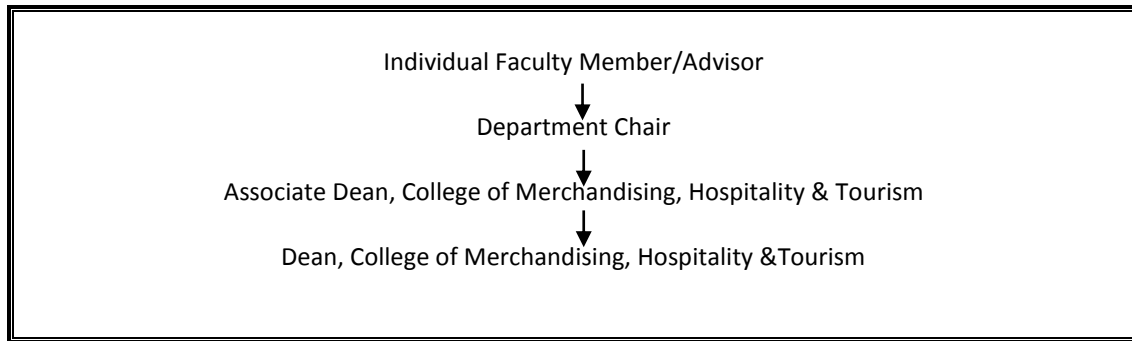 Individual Faculty Member/Advisor
Department Chair
Associate Dean, College of Merchandising, Hospitality & Tourism
Dean, College of Merchandising, Hospitality &Tourism